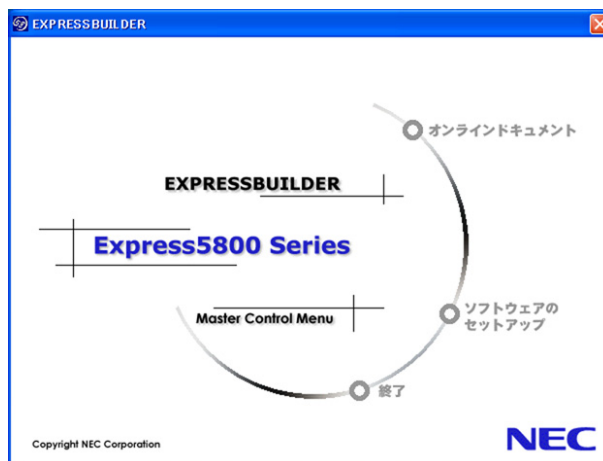 EXPRESSBUILDER
オンラインドキュメント
EXPRESSBUILDER
Express5800 Series
ソフトウェアの
セットアップ
Master Control Menu
終了
Copyright NEC Corporation
NEC